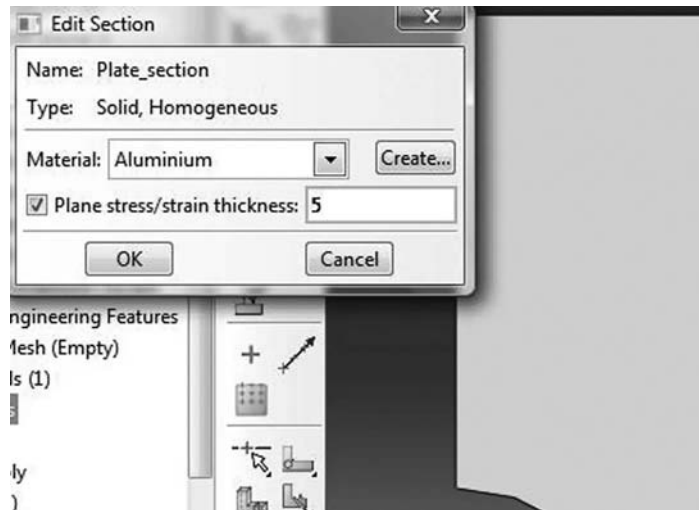 Edit Section
Name: Plate_section
Type: Solid, Homogeneous
Material: Aluminium
Create...
Plane stress/strain thickness: 5
OK
Cancel
ngineering Features
Mesh (Empty)
ls (1)
s
ly
)